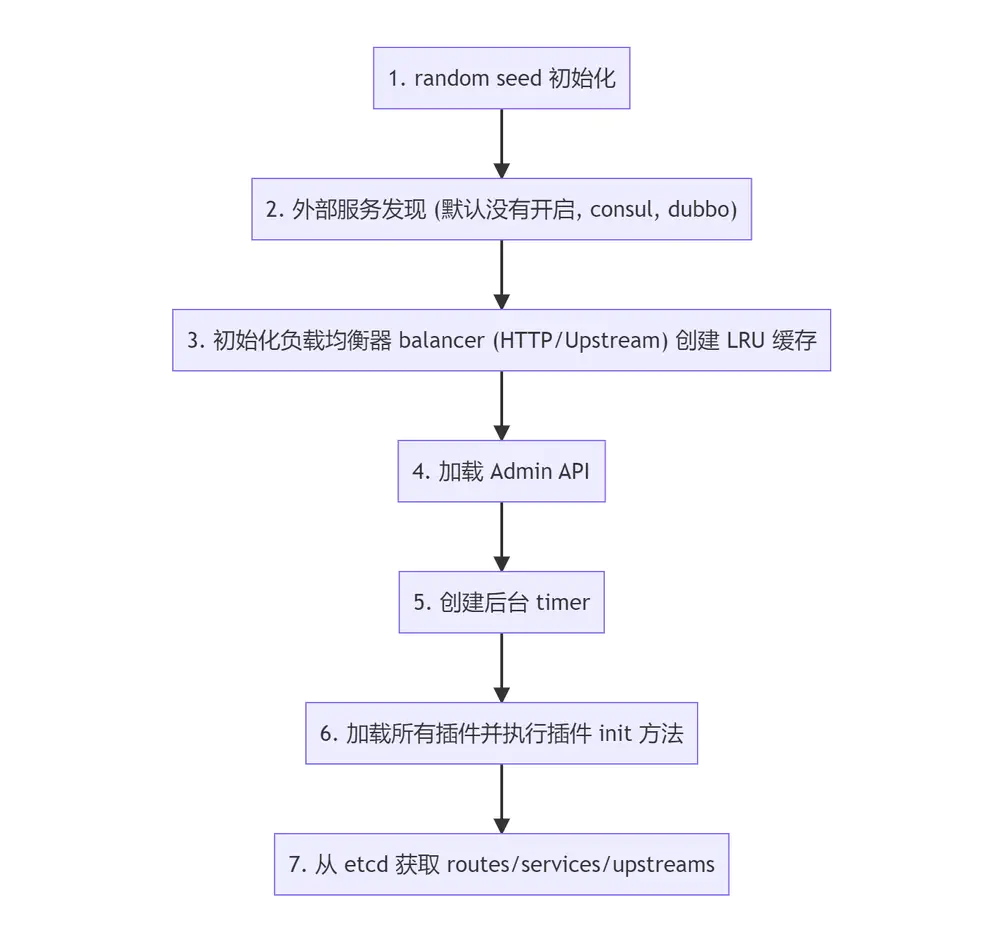 1. random seed 初始化
2. 外部服务发现 (默认没有开启, consul, dubbo)
3. 初始化负载均衡器 balancer (HTTP/Upstream) 创建 LRU 缓存
4. 加载 Admin API
5. 创建后台 timer
6. 加载所有插件并执行插件 init 方法
7. 从 etcd 获取 routes/services/upstreams